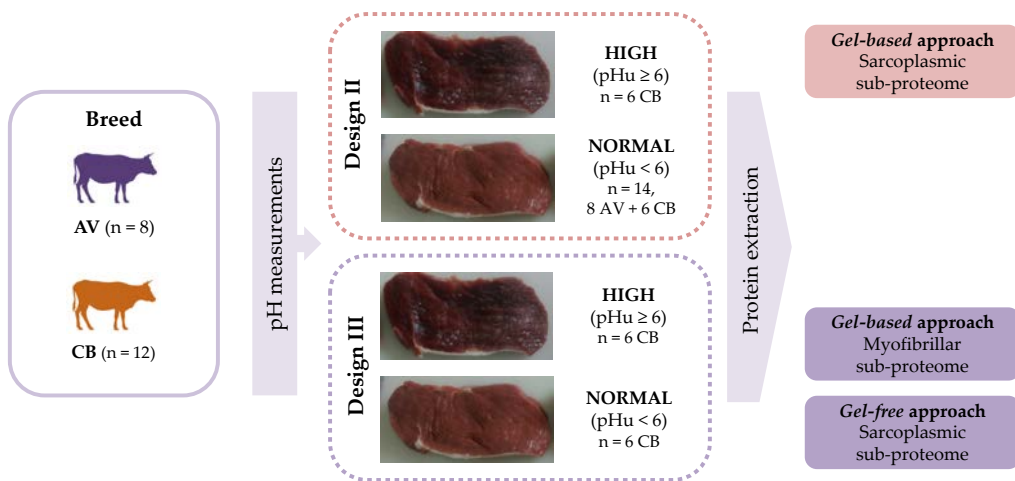 Breed
AV (n = 8)
CB (n = 12)
pH measurements
Design II
HIGH
(pHu ≥ 6)
n = 6 CB
NORMAL
(pHu < 6)
n = 14,
8 AV + 6 CB
Design III
HIGH
(pHu ≥ 6)
n = 6 CB
NORMAL
(pHu < 6)
n = 6 CB
Protein extraction
Gel-based approach
Sarcoplasmic
sub-proteome
Gel-based approach
Myofibrillar
sub-proteome
Gel-free approach
Sarcoplasmic
sub-proteome